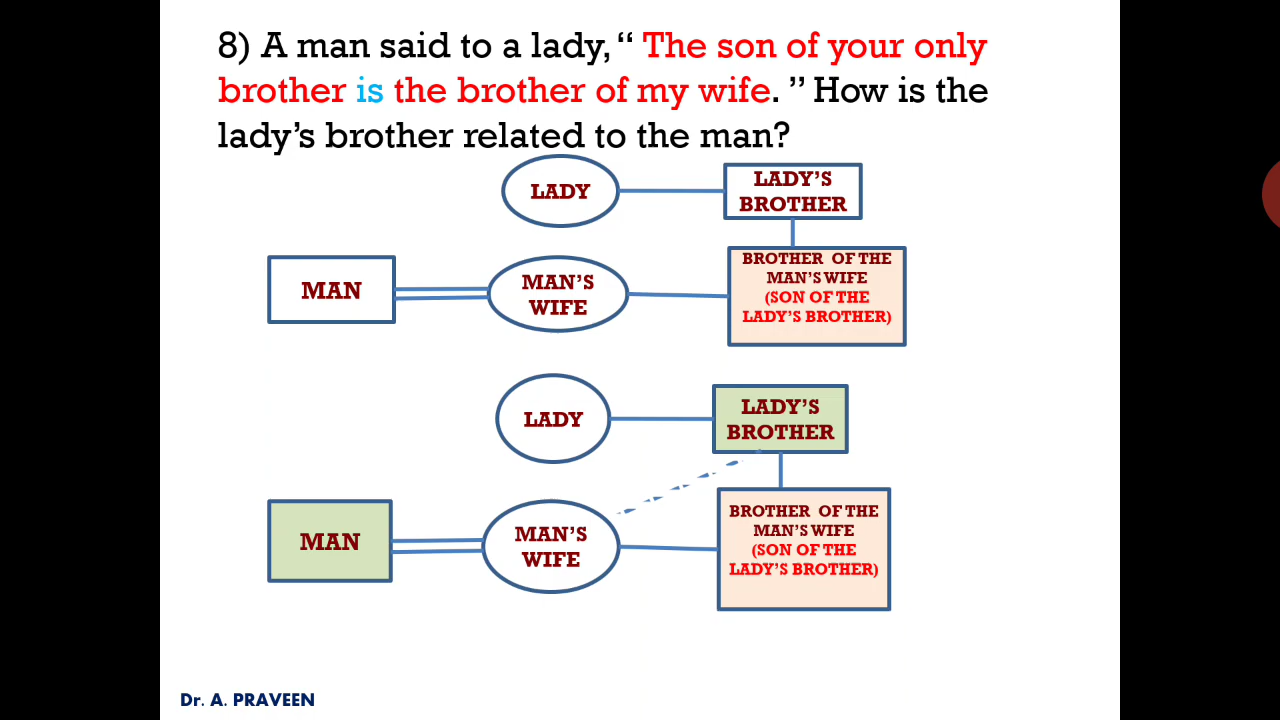 8) A man said to a lady, “ The son of your only
brother is the brother of my wife. ” How is the
lady’s brother related to the man?
LADY
LADY’S
BROTHER
MAN
MAN’S
WIFE
BROTHER OF THE
MAN’S WIFE
(SON OF THE
LADY’S BROTHER)
LADY
LADY’S
BROTHER
MAN
MAN’S
WIFE
BROTHER OF THE
MAN’S WIFE
(SON OF THE
LADY’S BROTHER)
Dr. A. PRAVEEN